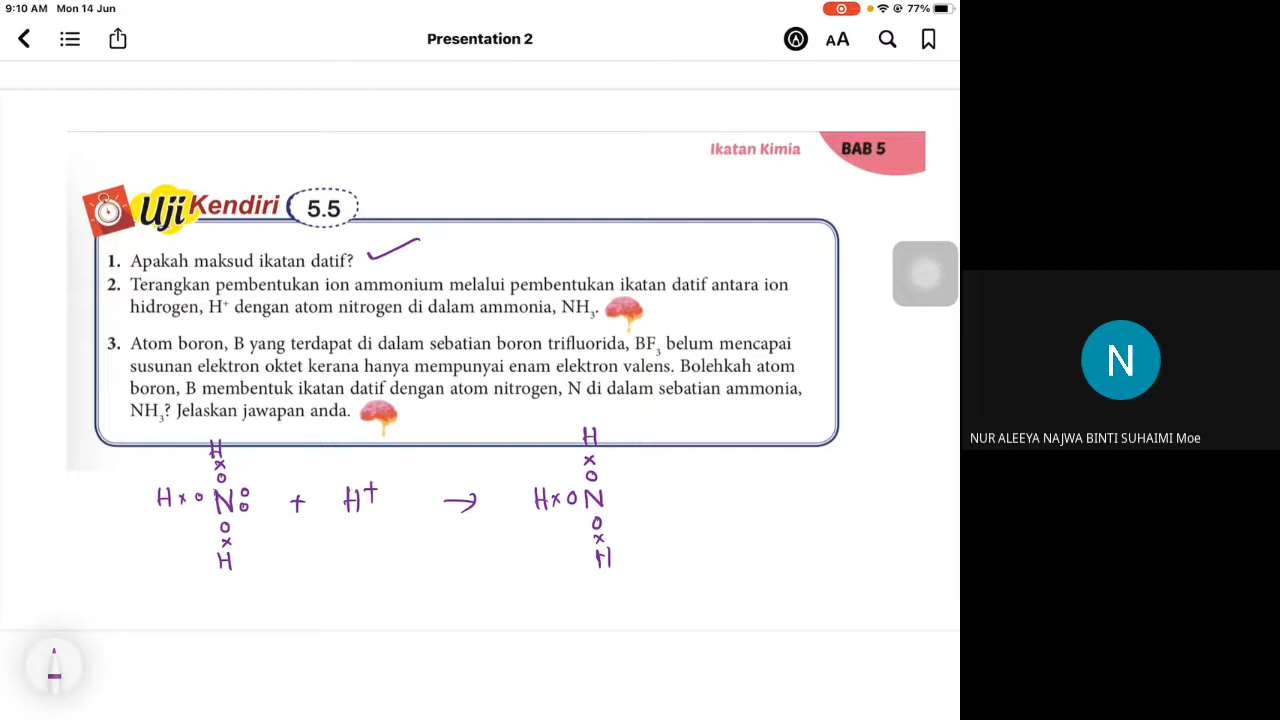 9:10 AM Mon 14 Jun
77%
Presentation 2
AA
Ikatan Kimia BAB 5
Uji Kendiri 5.5
1. Apakah maksud ikatan datif?
2. Terangkan pembentukan ion ammonium melalui pembentukan ikatan datif antara ion
hidrogen, H⁺ dengan atom nitrogen di dalam ammonia, NH₃.
3. Atom boron, B yang terdapat di dalam sebatian boron trifluorida, BF₃ belum mencapai
susunan elektron oktet kerana hanya mempunyai enam elektron valens. Bolehkah atom
boron, B membentuk ikatan datif dengan atom nitrogen, N di dalam sebatian ammonia,
NH₃? Jelaskan jawapan anda.
H H
x x
o o
H x o N o o + H⁺ → H x o N
o o
x x
H H
N
NUR ALEEYA NAJWA BINTI SUHAIMI Moe